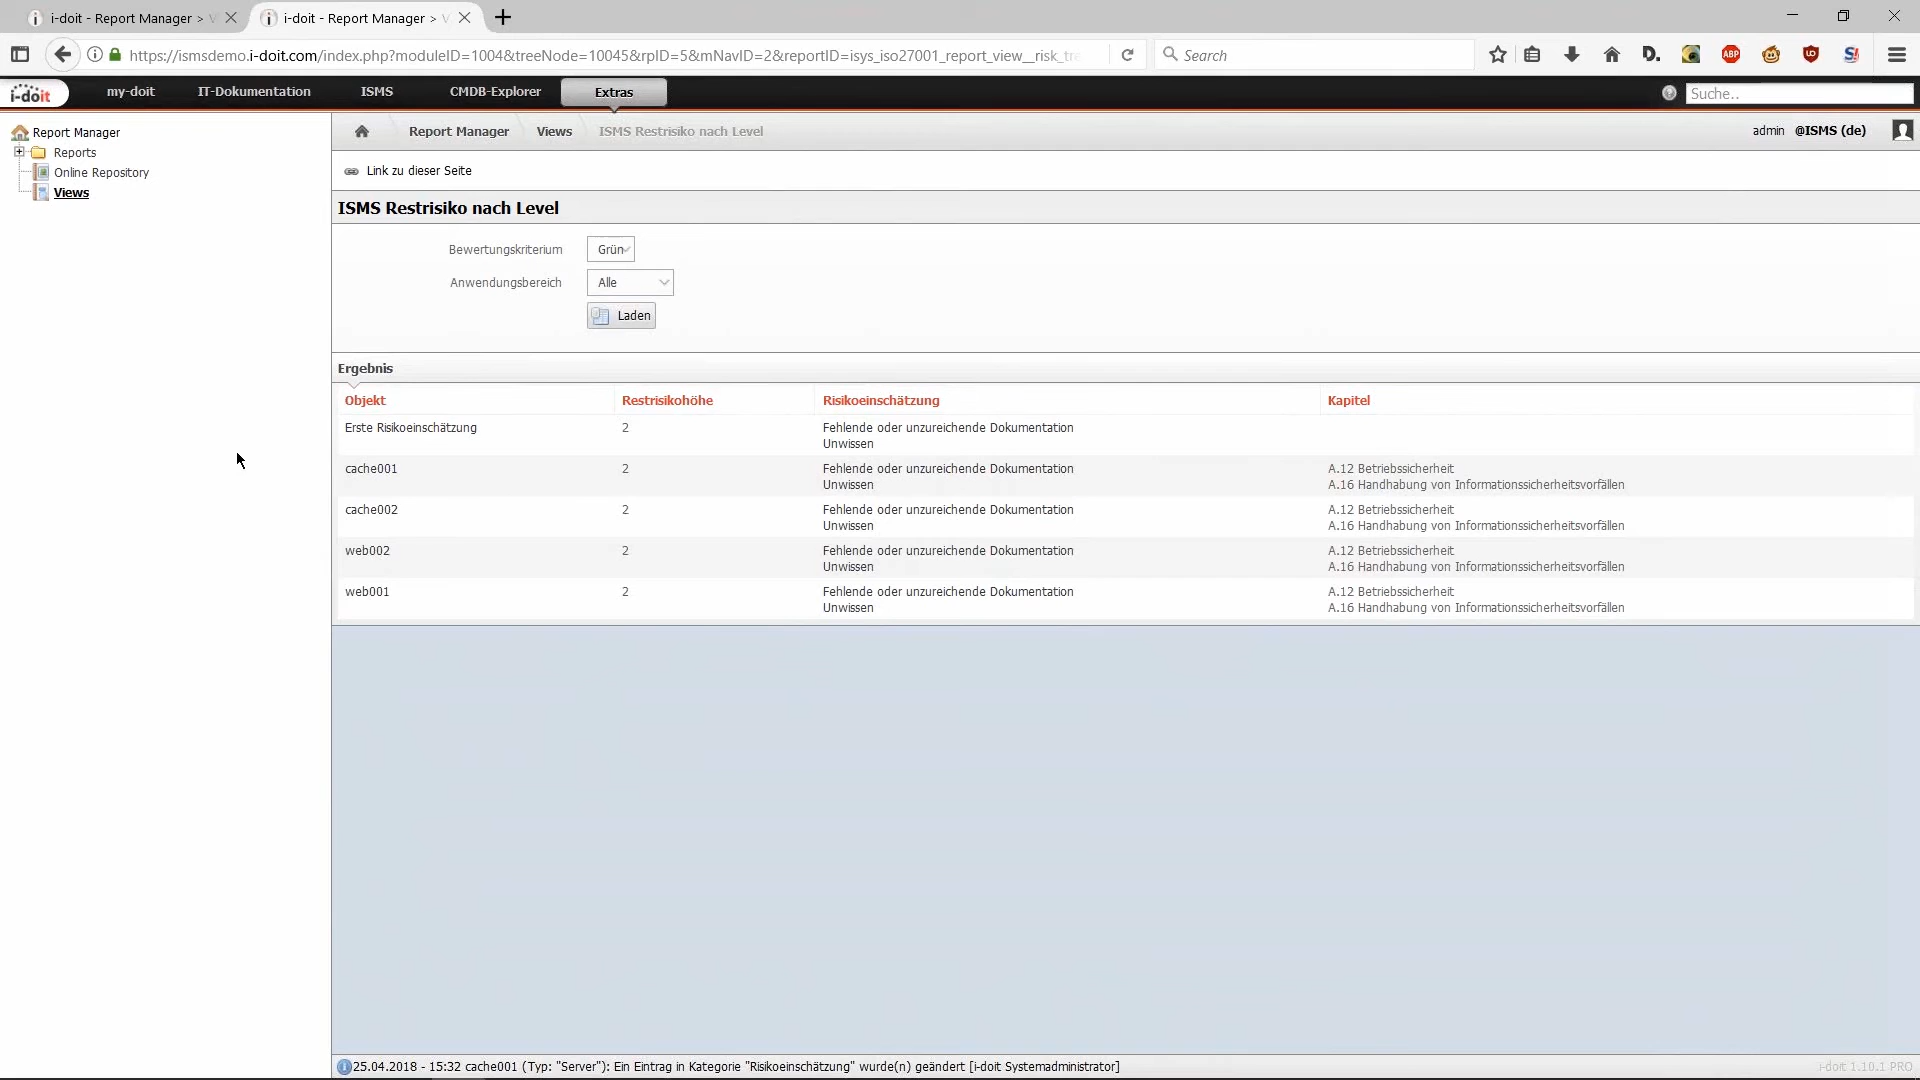 i-doit - Report Manager > V
i-doit - Report Manager > V
https://ismsdemo.i-doit.com/index.php?moduleID=1004&treeNode=10045&rpID=5&mNavID=2&reportID=isys_iso27001_report_view__risk_tre
Search
D.
ABP
S!
i-doit
my-doit
IT-Dokumentation
ISMS
CMDB-Explorer
Extras
Suche..
Report Manager
Reports
Online Repository
Views
Report Manager
Views
ISMS Restrisiko nach Level
admin @ISMS (de)
Link zu dieser Seite
ISMS Restrisiko nach Level
Bewertungskriterium
Grün
Anwendungsbereich
Alle
Laden
Ergebnis
Objekt Restrisikohöhe Risikoeinschätzung Kapitel
Erste Risikoeinschätzung 2 Fehlende oder unzureichende Dokumentation
Unwissen
cache001 2 Fehlende oder unzureichende Dokumentation A.12 Betriebssicherheit
Unwissen A.16 Handhabung von Informationssicherheitsvorfällen
cache002 2 Fehlende oder unzureichende Dokumentation A.12 Betriebssicherheit
Unwissen A.16 Handhabung von Informationssicherheitsvorfällen
web002 2 Fehlende oder unzureichende Dokumentation A.12 Betriebssicherheit
Unwissen A.16 Handhabung von Informationssicherheitsvorfällen
web001 2 Fehlende oder unzureichende Dokumentation A.12 Betriebssicherheit
Unwissen A.16 Handhabung von Informationssicherheitsvorfällen
25.04.2018 - 15:32 cache001 (Typ: "Server"): Ein Eintrag in Kategorie "Risikoeinschätzung" wurde(n) geändert [i-doit Systemadministrator]
i-doit 1.10.1 PRO